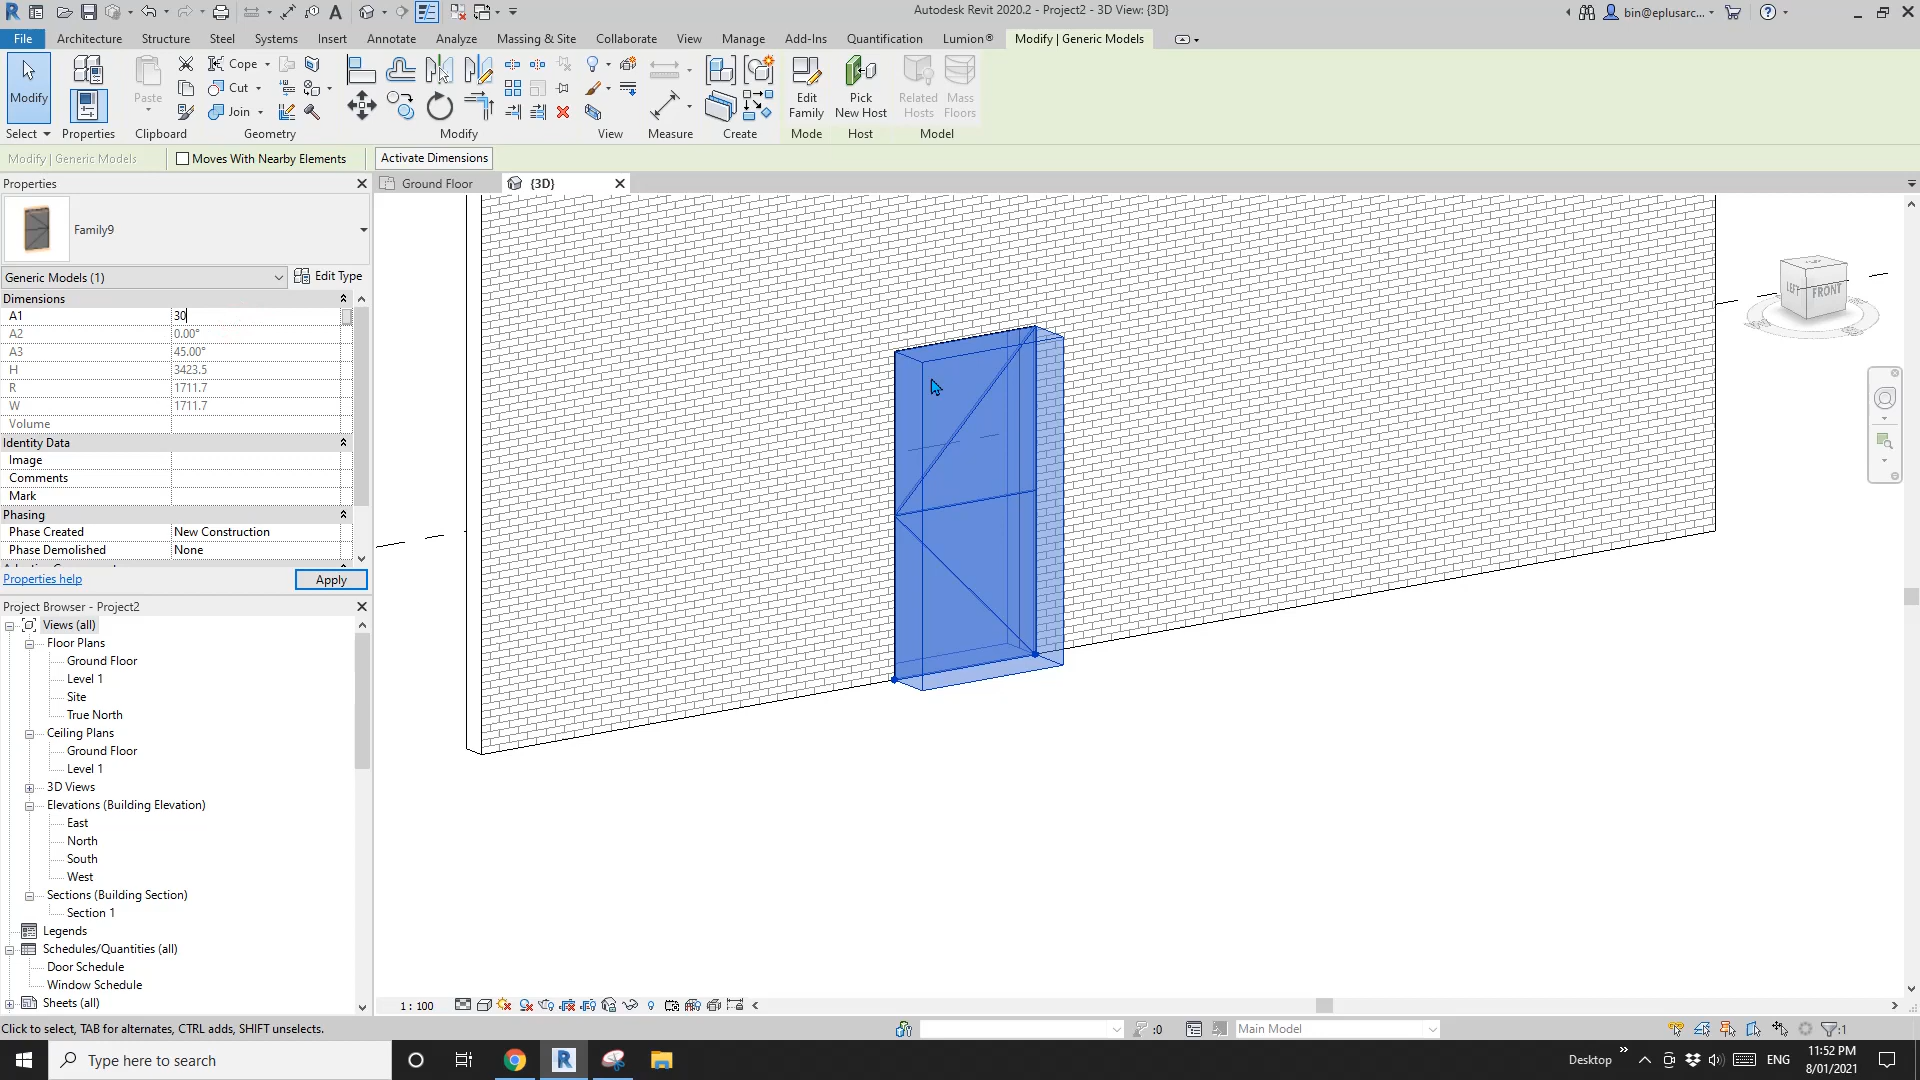 Autodesk Revit 2020.2 - Project2 - 3D View: {3D}
bin@eplusarc...
File Architecture Structure Steel Systems Insert Annotate Analyze Massing & Site Collaborate View Manage Add-Ins Quantification Lumion® Modify | Generic Models
Modify
Paste
Cope
Cut
Join
Edit
Family
Pick
New Host
Related
Hosts
Mass
Floors
Select Properties Clipboard Geometry Modify View Measure Create Mode Host Model
Modify | Generic Models Moves With Nearby Elements Activate Dimensions
Properties
Ground Floor {3D}
Family9
Generic Models (1) Edit Type
Dimensions
A1 30
A2 0.00°
A3 45.00°
H 3423.5
R 1711.7
W 1711.7
Volume
Identity Data
Image
Comments
Mark
Phasing
Phase Created New Construction
Phase Demolished None
Properties help Apply
Project Browser - Project2
Views (all)
Floor Plans
Ground Floor
Level 1
Site
True North
Ceiling Plans
Ground Floor
Level 1
3D Views
Elevations (Building Elevation)
East
North
South
West
Sections (Building Section)
Section 1
Legends
Schedules/Quantities (all)
Door Schedule
Window Schedule
Sheets (all)
LEFT FRONT
1 : 100
Click to select, TAB for alternates, CTRL adds, SHIFT unselects.
:0 Main Model :1
Type here to search
Desktop ENG
11:52 PM
8/01/2021